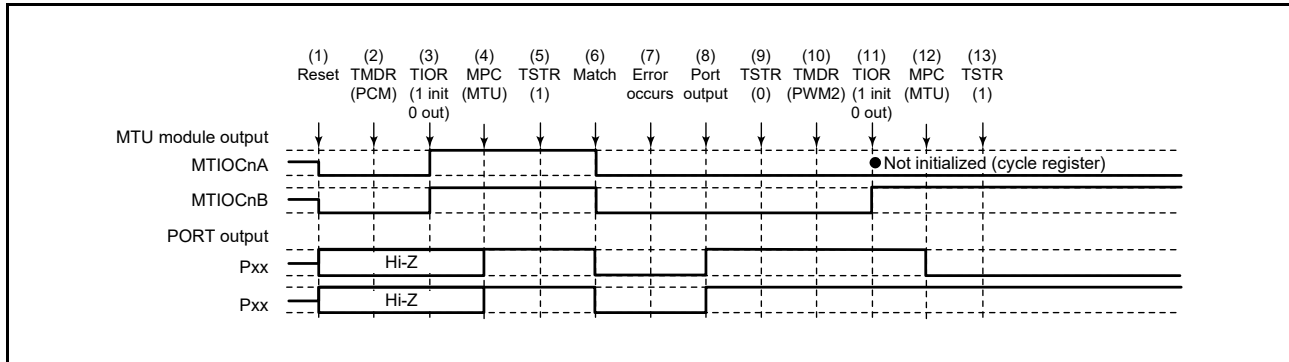 (1) (2) (3) (4) (5) (6) (7) (8) (9) (10) (11) (12) (13)
Reset TMDR TIOR MPC TSTR Match Error Port TSTR TMDR TIOR MPC TSTR
(PCM) (1 init (MTU) (1) occurs output (0) (PWM2) (1 init (MTU) (1)
0 out) 0 out)
MTU module output
MTIOCnA Not initialized (cycle register)
MTIOCnB
PORT output
Pxx Hi-Z
Pxx Hi-Z